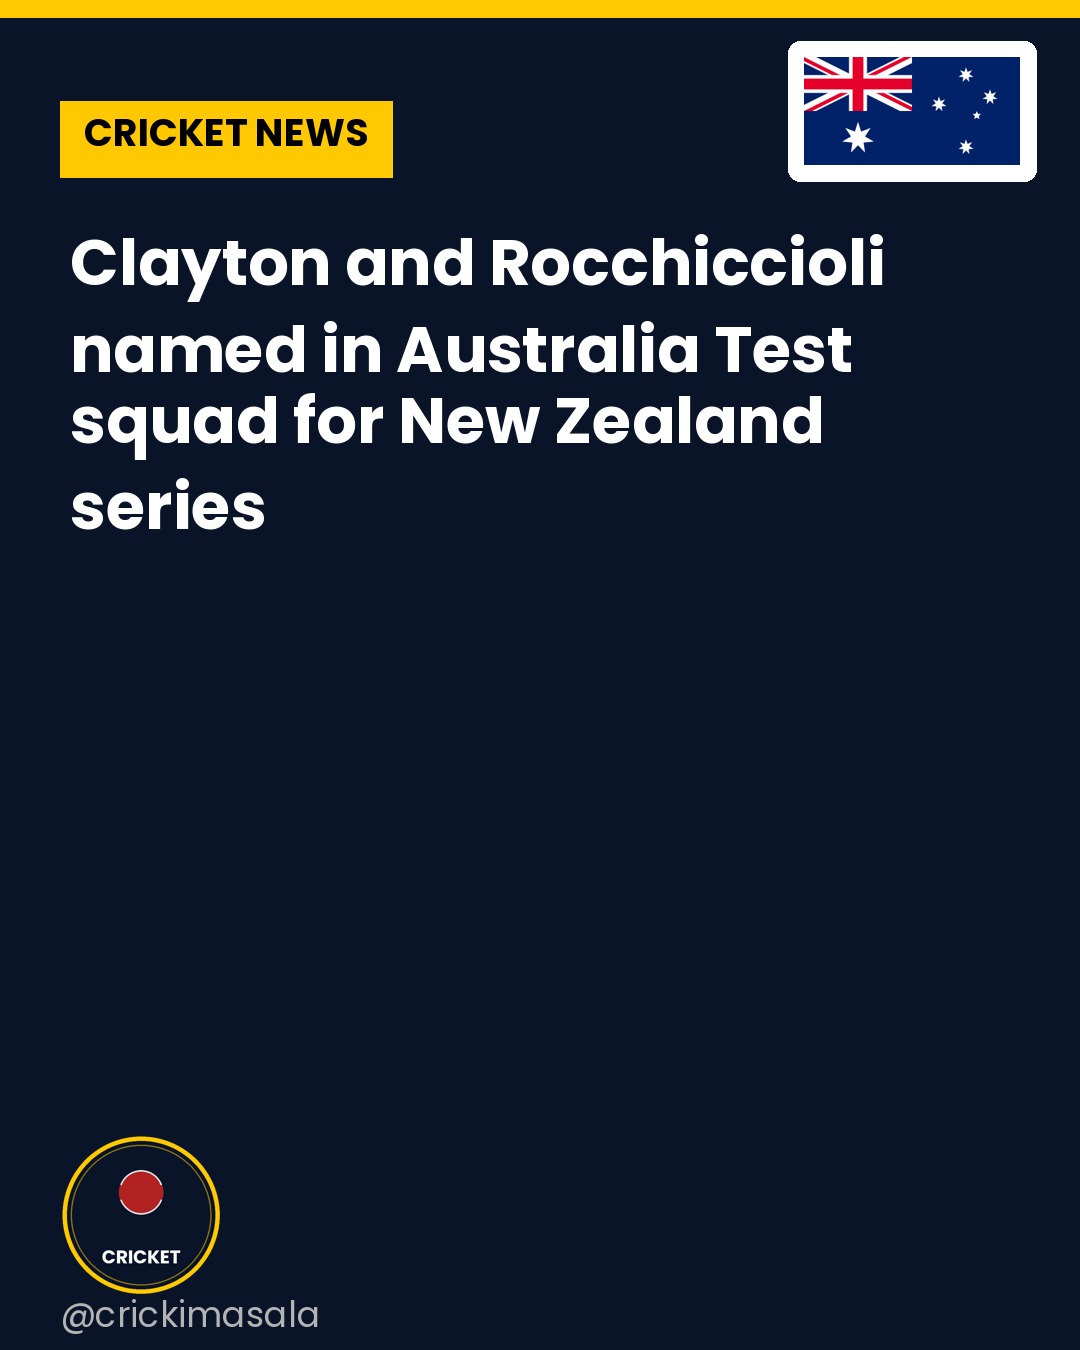 CRICKET NEWS
Clayton and Rocchiccioli
named in Australia Test
squad for New Zealand
series
CRICKET
@crickimasala